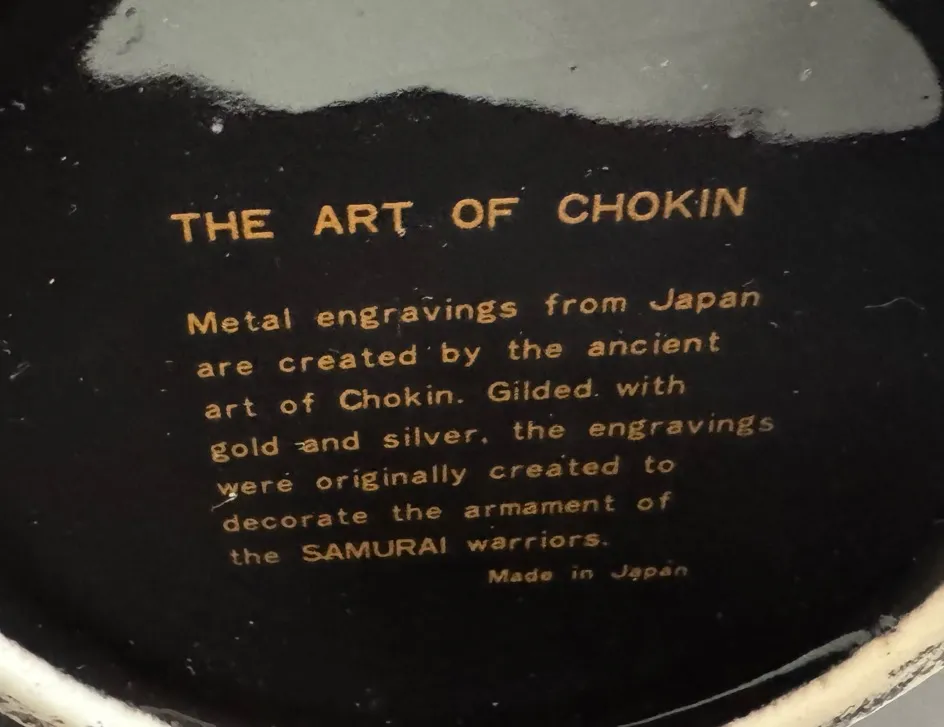 THE ART OF CHOKIN
Metal engravings from Japan
are created by the ancient
art of Chokin. Gilded with
gold and silver, the engravings
were originally created to
decorate the armament of
the SAMURAI warriors.
Made in Japan